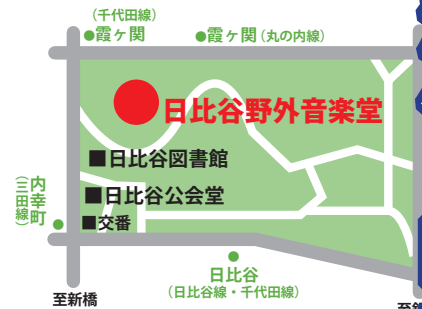 (千代田線)
●霞ヶ関
●霞ヶ関(丸の内線)
日比谷野外音楽堂
■日比谷図書館
■日比谷公会堂
■交番
内幸町
(三田線)
日比谷
(日比谷線・千代田線)
至新橋